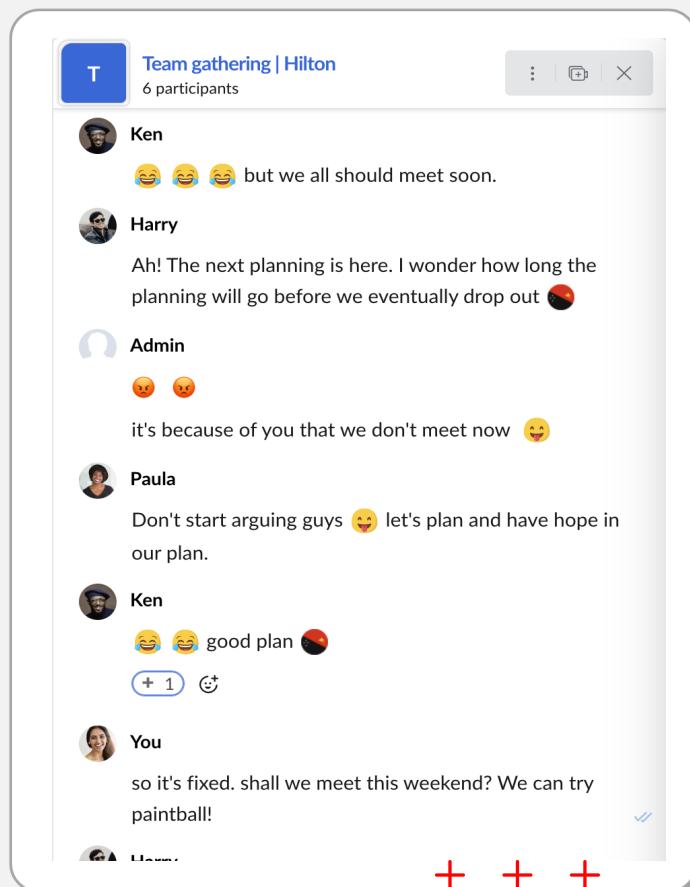 T
Team gathering | Hilton
6 participants
Ken
😂 😂 😂 but we all should meet soon.
Harry
Ah! The next planning is here. I wonder how long the
planning will go before we eventually drop out 🇵🇬
Admin
😡 😡
it's because of you that we don't meet now 😛
Paula
Don't start arguing guys 😛 let's plan and have hope in
our plan.
Ken
😂 😂 good plan 🇵🇬
+ 1
You
so it's fixed. shall we meet this weekend? We can try
paintball!
Harry